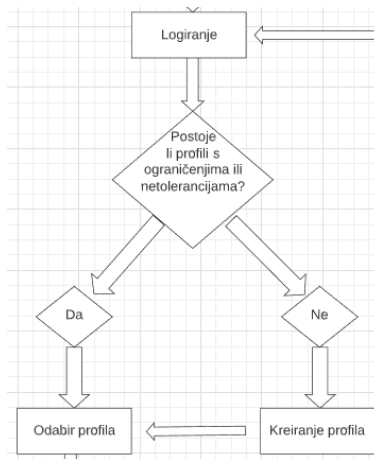 Logiranje
Postoje
li profili s
ograničenjima ili
netolerancijama?
Da
Ne
Odabir profila
Kreiranje profila